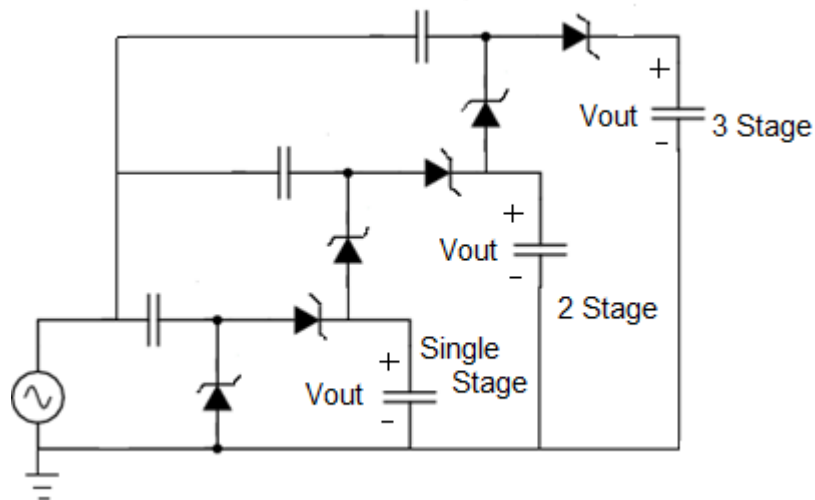 +
Vout
-
3 Stage
+
Vout
-
2 Stage
Single
Stage
+
Vout
-